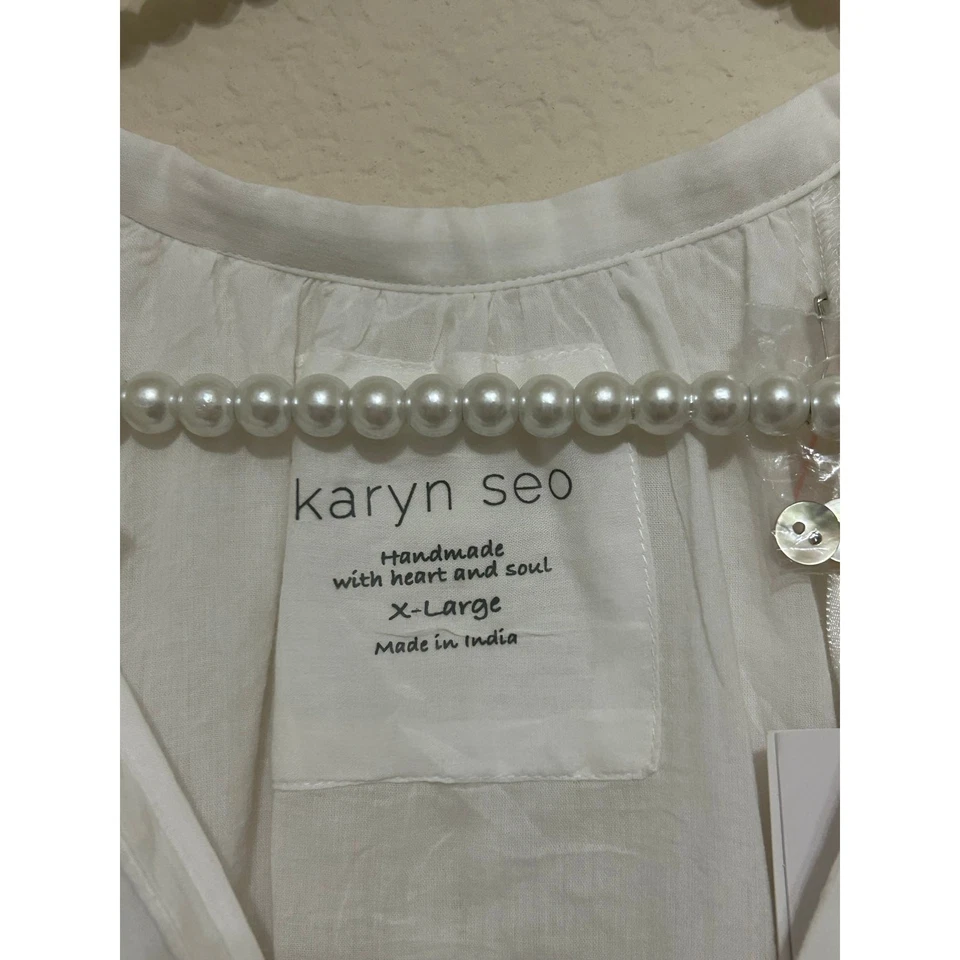 karyn seo
Handmade
with heart and soul
X-Large
Made in India